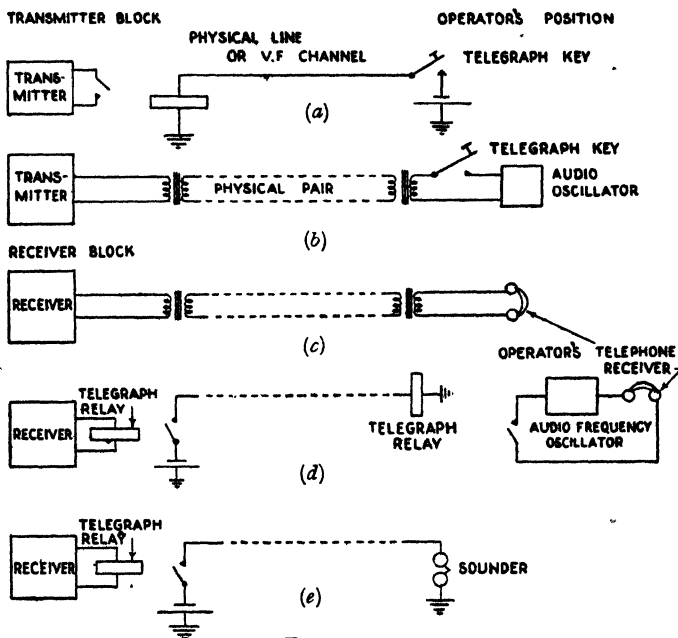 TRANSMITTER BLOCK
OPERATOR'S POSITION
PHYSICAL LINE
OR V.F CHANNEL
TELEGRAPH KEY
TRANS-
MITTER
(a)
TELEGRAPH KEY
TRANS-
MITTER
PHYSICAL PAIR
AUDIO
OSCILLATOR
(b)
RECEIVER BLOCK
RECEIVER
(c)
OPERATOR'S TELEPHONE
RECEIVER
TELEGRAPH
RELAY
RECEIVER
TELEGRAPH
RELAY
AUDIO FREQUENCY
OSCILLATOR
(d)
TELEGRAPH
RELAY
RECEIVER
SOUNDER
(e)